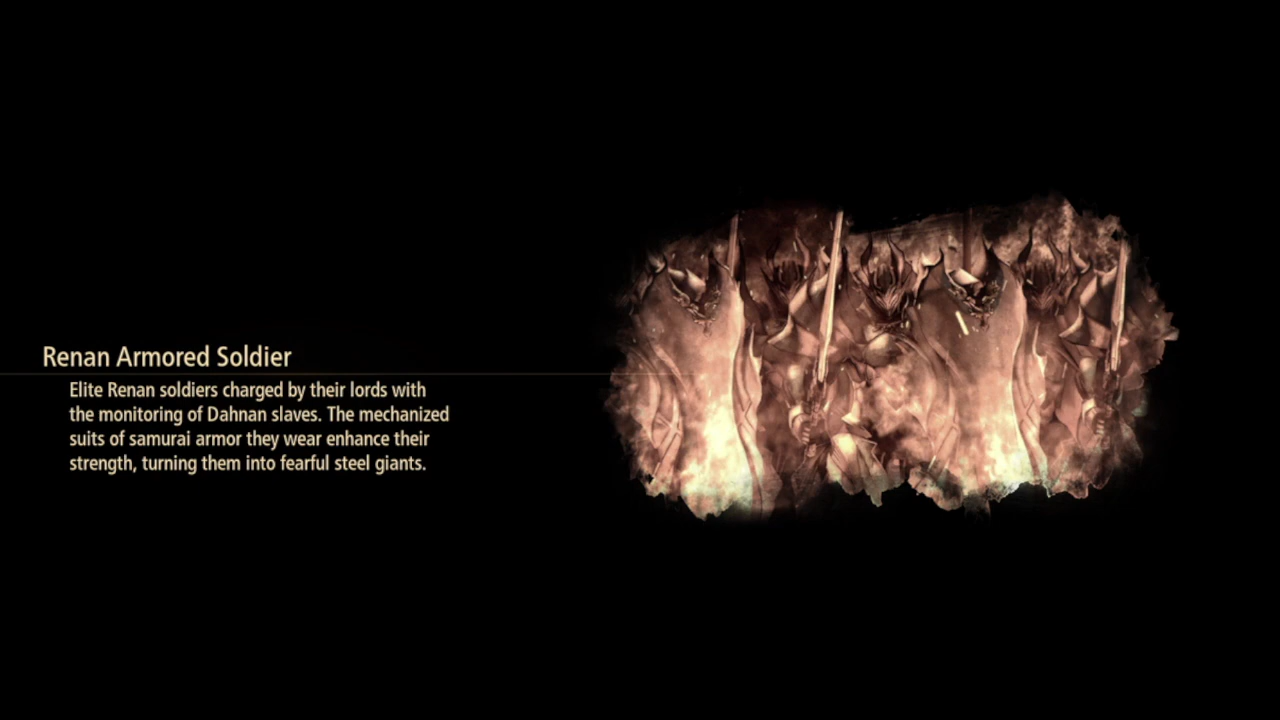 Renan Armored Soldier
Elite Renan soldiers charged by their lords with
the monitoring of Dahnan slaves. The mechanized
suits of samurai armor they wear enhance their
strength, turning them into fearful steel giants.